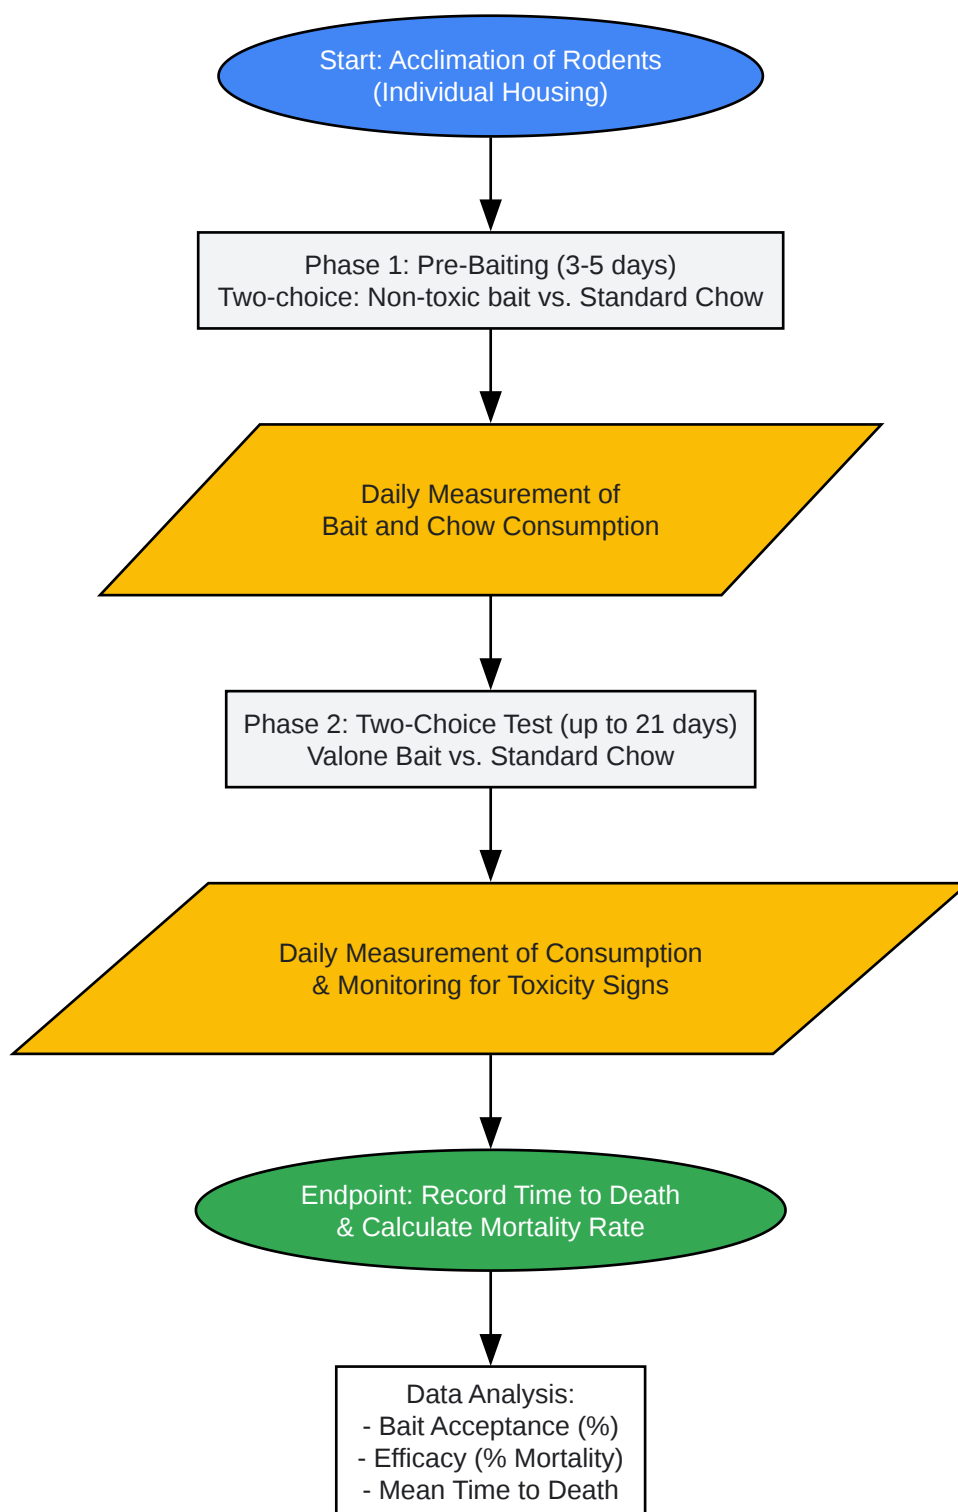 Start: Acclimation of Rodents
(Individual Housing)
Phase 1: Pre-Baiting (3-5 days)
Two-choice: Non-toxic bait vs. Standard Chow
Daily Measurement of
Bait and Chow Consumption
Phase 2: Two-Choice Test (up to 21 days)
Valone Bait vs. Standard Chow
Daily Measurement of Consumption
& Monitoring for Toxicity Signs
Endpoint: Record Time to Death
& Calculate Mortality Rate
Data Analysis:
- Bait Acceptance (%)
- Efficacy (% Mortality)
- Mean Time to Death